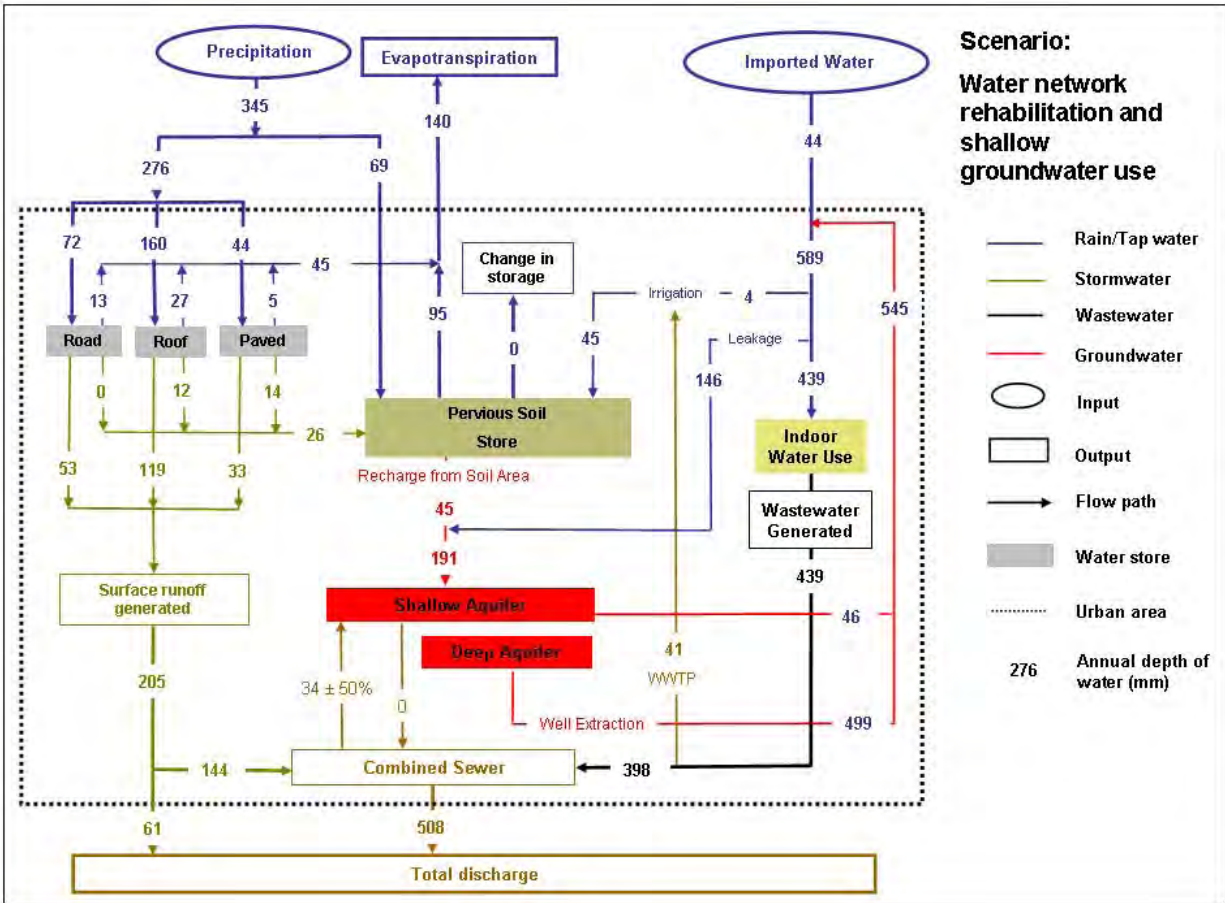 Precipitation
Evapotranspiration
Imported Water
345
140
44
276
69
72
160
44
45
13
27
5
95
Change in
storage
0
589
Irrigation
4
545
45
Leakage
146
439
Road
Roof
Paved
0
12
14
26
Pervious Soil
Store
Indoor
Water Use
53
119
33
Recharge from Soil Area
45
191
Wastewater
Generated
439
Surface runoff
generated
Shallow Aquifer
46
Deep Aquifer
205
34 ± 50%
0
41
WWTP
Well Extraction
499
144
Combined Sewer
398
61
508
Total discharge
Scenario:
Water network
rehabilitation and
shallow
groundwater use
Rain/Tap water
Stormwater
Wastewater
Groundwater
Input
Output
Flow path
Water store
Urban area
276
Annual depth of
water (mm)